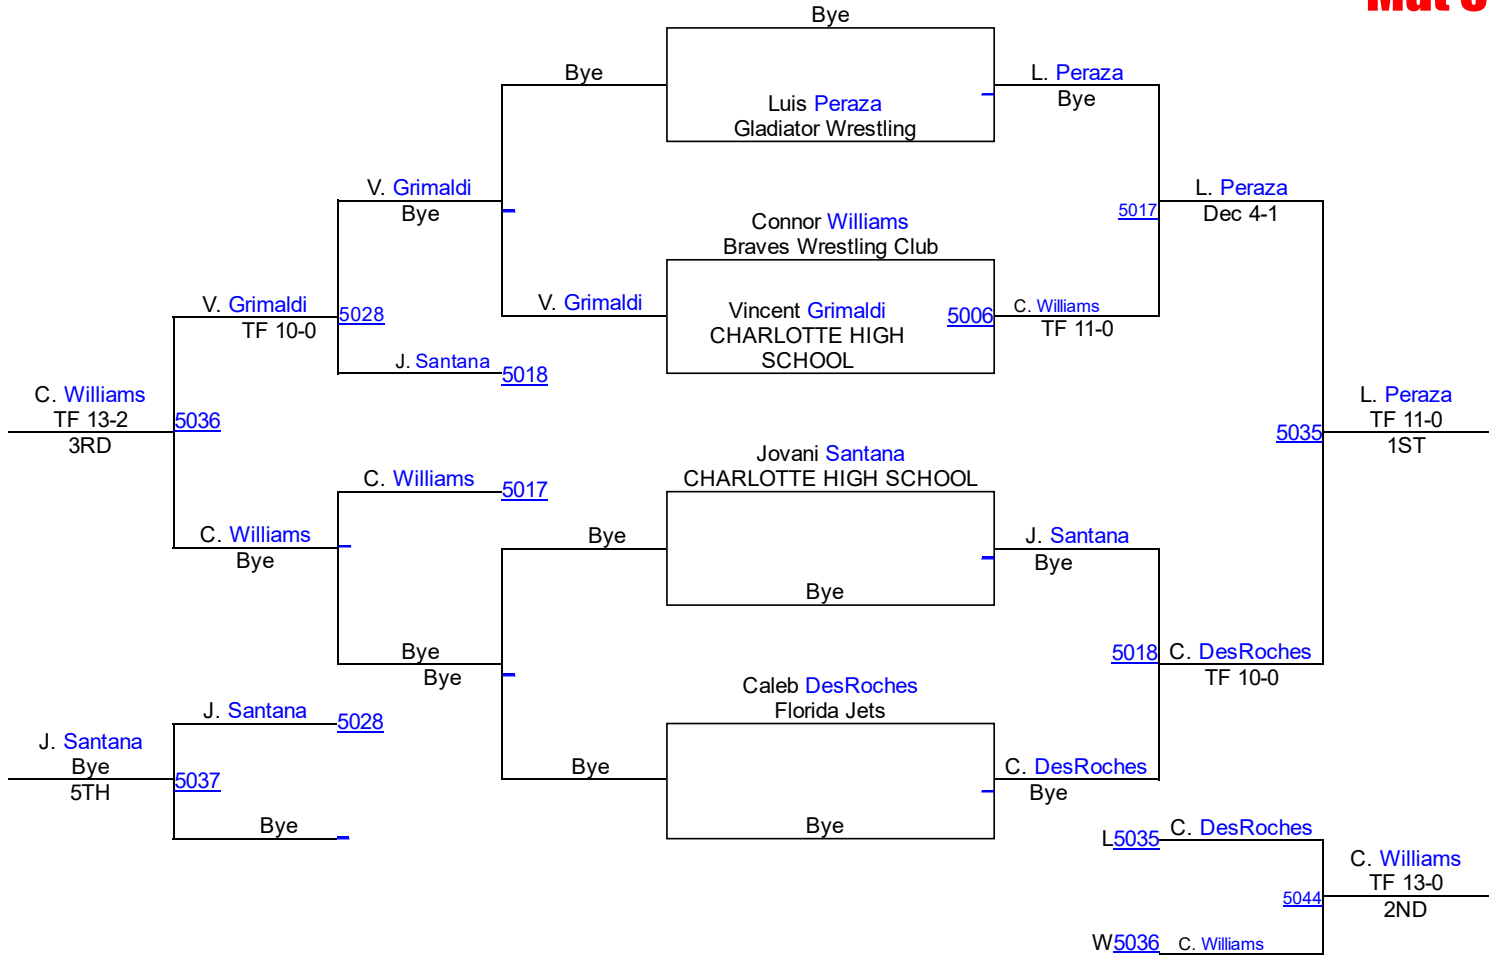 Mat 5
Bye
Bye
L. Peraza
Bye
Luis Peraza
Gladiator Wrestling
V. Grimaldi
Bye
L. Peraza
Dec 4-1
5017
Connor Williams
Braves Wrestling Club
V. Grimaldi
TF 10-0
5028
V. Grimaldi
Vincent Grimaldi
CHARLOTTE HIGH
SCHOOL
5006
C. Williams
TF 11-0
J. Santana
5018
C. Williams
TF 13-2
3RD
5036
L. Peraza
TF 11-0
1ST
5035
Jovani Santana
CHARLOTTE HIGH SCHOOL
C. Williams
5017
C. Williams
Bye
Bye
J. Santana
Bye
Bye
Bye
Bye
5018
C. DesRoches
TF 10-0
Caleb DesRoches
Florida Jets
J. Santana
5028
J. Santana
Bye
5TH
5037
Bye
C. DesRoches
Bye
Bye
Bye
L5035
C. DesRoches
C. Williams
TF 13-0
2ND
5044
W5036
C. Williams